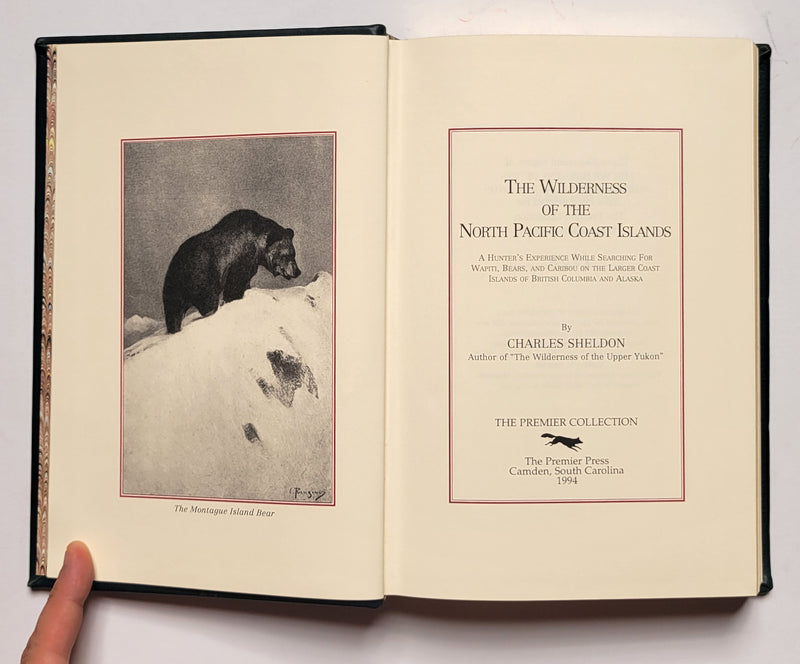 The Montague Island Bear
The Wilderness
of the
North Pacific Coast Islands
A Hunter's Experience While Searching For
Wapiti, Bears, and Caribou on the Larger Coast
Islands of British Columbia and Alaska
By
CHARLES SHELDON
Author of "The Wilderness of the Upper Yukon"
THE PREMIER COLLECTION
The Premier Press
Camden, South Carolina
1994